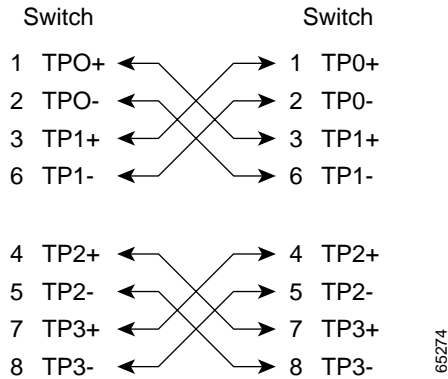 Switch Switch
1 TPO+ 1 TP0+
2 TPO- 2 TP0-
3 TP1+ 3 TP1+
6 TP1- 6 TP1-
4 TP2+ 4 TP2+
5 TP2- 5 TP2-
7 TP3+ 7 TP3+
8 TP3- 8 TP3-
65274